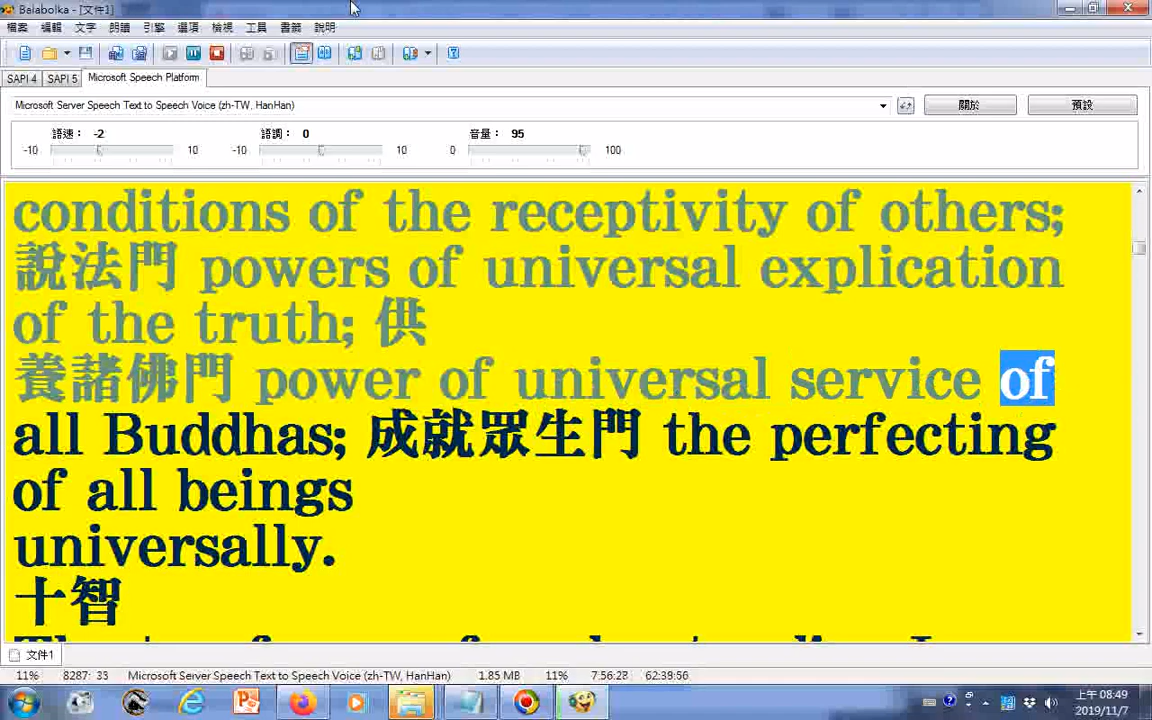 Balabolka - [文件1]
檔案 編輯 文字 朗讀 引擎 選項 檢視 工具 書籤 說明
SAPI 4 SAPI 5 Microsoft Speech Platform
Microsoft Server Speech Text to Speech Voice (zh-TW, HanHan) 關於 預設
語速： -2 語調： 0 音量： 95
-10 10 -10 10 0 100
conditions of the receptivity of others;
說法門 powers of universal explication
of the truth; 供
養諸佛門 power of universal service of
all Buddhas; 成就眾生門 the perfecting
of all beings
universally.
十智
文件1
11% 8287: 33 Microsoft Server Speech Text to Speech Voice (zh-TW, HanHan) 1.85 MB 11% 7:56:28 62:39:56
上午 08:49
2019/11/7